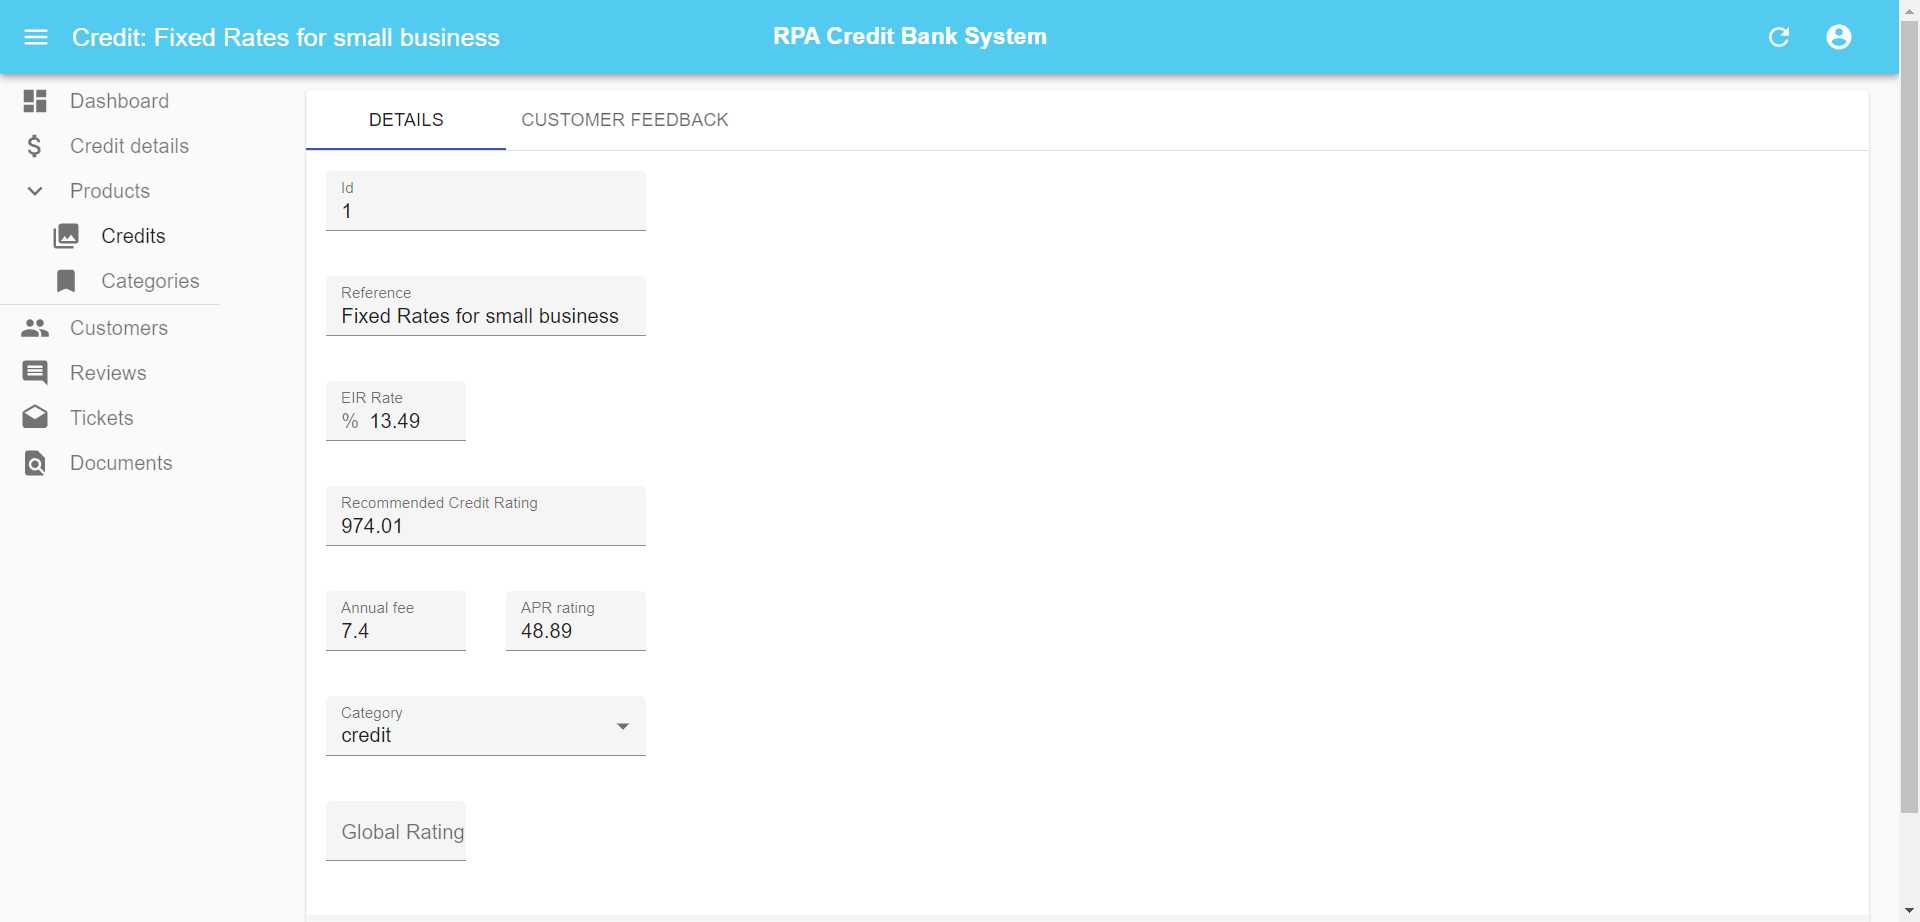 Credit: Fixed Rates for small business
RPA Credit Bank System
Dashboard
Credit details
Products
Credits
Categories
Customers
Reviews
Tickets
Documents
DETAILS
CUSTOMER FEEDBACK
Id
1
Reference
Fixed Rates for small business
EIR Rate
% 13.49
Recommended Credit Rating
974.01
Annual fee
7.4
APR rating
48.89
Category
credit
Global Rating